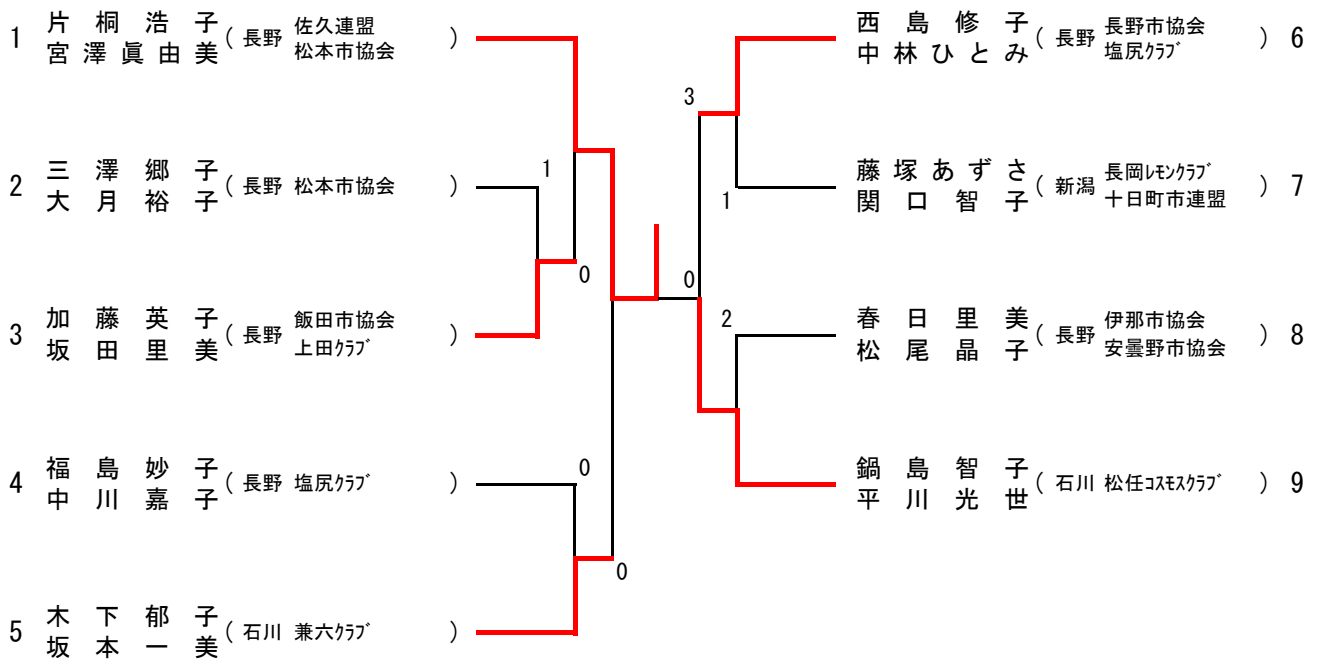 1 片桐浩子 宮澤眞由美 ( 長野 佐久連盟 松本市協会 )
2 三澤郷子 大月裕子 ( 長野 松本市協会 )
3 加藤英子 坂田里美 ( 長野 飯田市協会 上田ｸﾗﾌﾞ )
4 福島妙子 中川嘉子 ( 長野 塩尻ｸﾗﾌﾞ )
5 木下郁子 坂本一美 ( 石川 兼六ｸﾗﾌﾞ )
1
0
0
0
3
1
0
2
西島修子 中林ひとみ ( 長野 長野市協会 塩尻ｸﾗﾌﾞ ) 6
藤塚あずさ 関口智子 ( 新潟 長岡ﾚﾓﾝｸﾗﾌﾞ 十日町市連盟 ) 7
春日里美 松尾晶子 ( 長野 伊那市協会 安曇野市協会 ) 8
鍋島智子 平川光世 ( 石川 松任ｺｽﾓｽｸﾗﾌﾞ ) 9